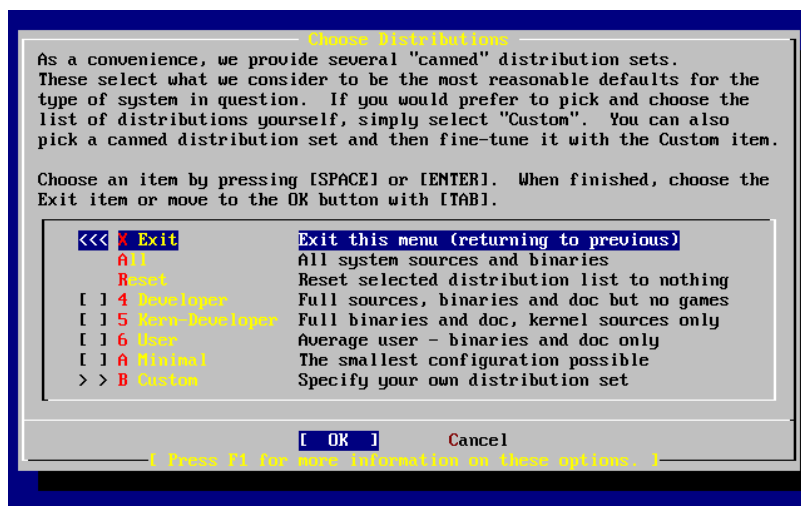 Choose Distributions
As a convenience, we provide several "canned" distribution sets.
These select what we consider to be the most reasonable defaults for the
type of system in question.  If you would prefer to pick and choose the
list of distributions yourself, simply select "Custom".  You can also
pick a canned distribution set and then fine-tune it with the Custom item.
Choose an item by pressing [SPACE] or [ENTER].  When finished, choose the
Exit item or move to the OK button with [TAB].
<<< X Exit Exit this menu (returning to previous)
All All system sources and binaries
Reset Reset selected distribution list to nothing
[ ] 4 Developer Full sources, binaries and doc but no games
[ ] 5 Kern-Developer Full binaries and doc, kernel sources only
[ ] 6 User Average user - binaries and doc only
[ ] A Minimal The smallest configuration possible
> > B Custom Specify your own distribution set
[ OK ] Cancel
[ Press F1 for more information on these options. ]